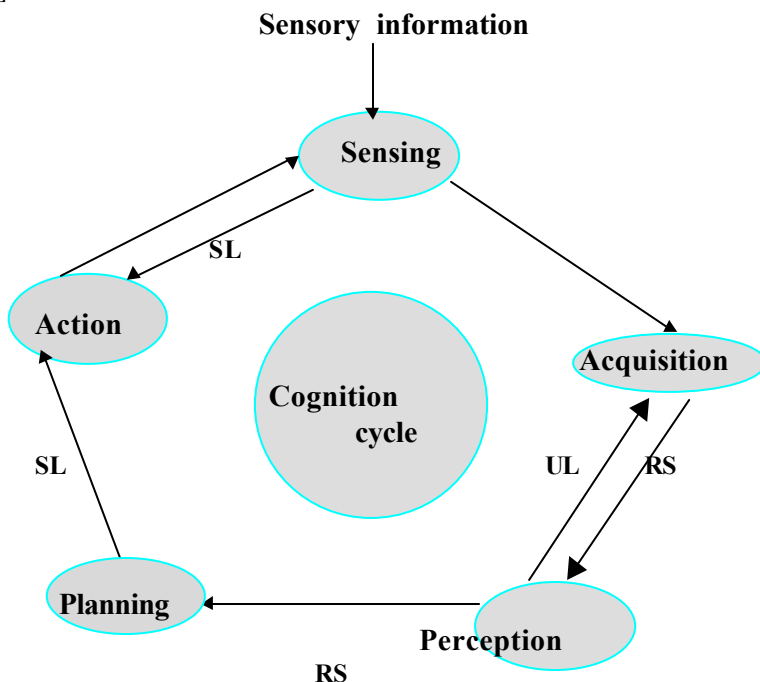 Sensory information
Sensing
SL
Action
Acquisition
Cognition
cycle
SL
UL
RS
Planning
Perception
RS